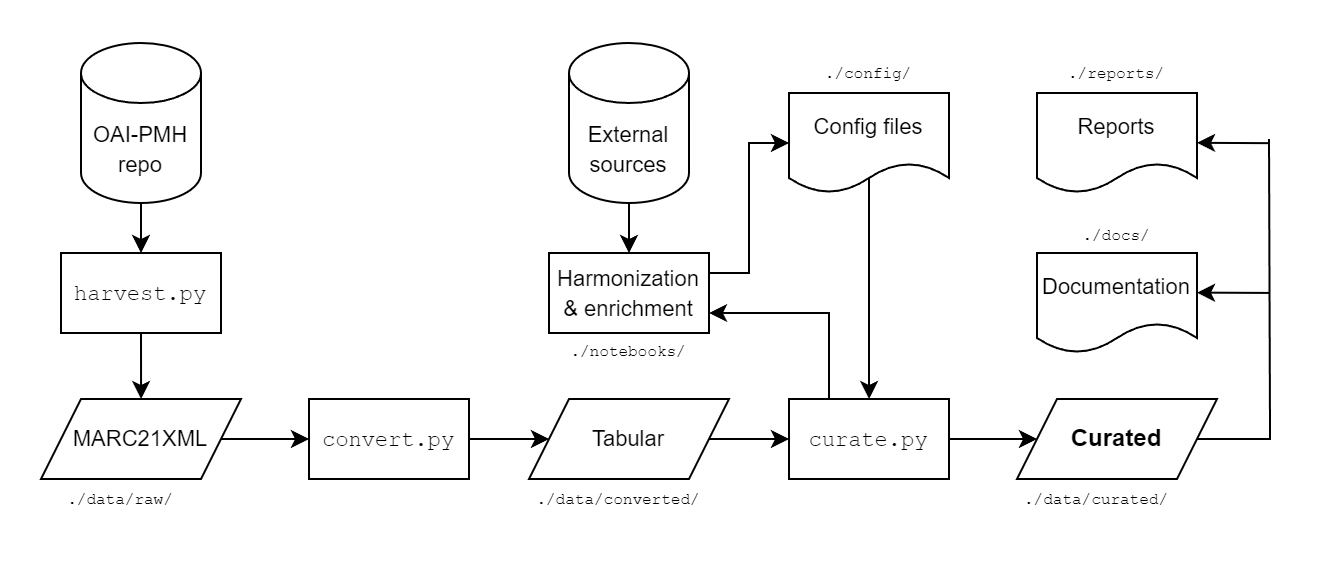 OAI-PMH
repo
harvest.py
MARC21XML
./data/raw/
convert.py
External
sources
Harmonization
& enrichment
./notebooks/
Tabular
./data/converted/
./config/
Config files
curate.py
./reports/
Reports
./docs/
Documentation
Curated
./data/curated/